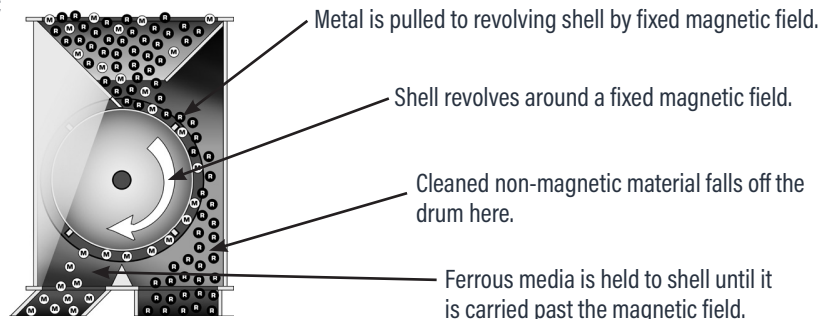 Metal is pulled to revolving shell by fixed magnetic field.
Shell revolves around a fixed magnetic field.
Cleaned non-magnetic material falls off the
drum here.
Ferrous media is held to shell until it
is carried past the magnetic field.